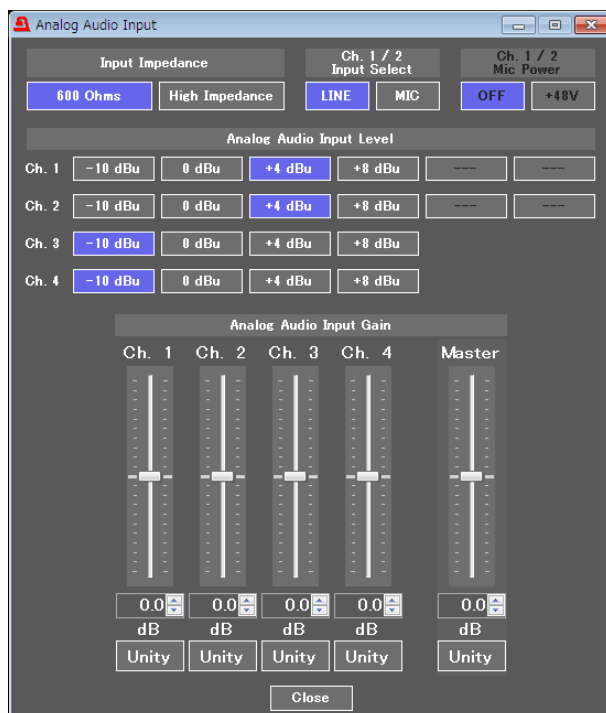 Analog Audio Input
Input Impedance
Ch. 1 / 2
Input Select
Ch. 1 / 2
Mic Power
600 Ohms High Impedance LINE MIC OFF +48V
Analog Audio Input Level
Ch. 1 -10 dBu 0 dBu +4 dBu +8 dBu --- ---
Ch. 2 -10 dBu 0 dBu +4 dBu +8 dBu --- ---
Ch. 3 -10 dBu 0 dBu +4 dBu +8 dBu
Ch. 4 -10 dBu 0 dBu +4 dBu +8 dBu
Analog Audio Input Gain
Ch. 1 Ch. 2 Ch. 3 Ch. 4 Master
0.0 0.0 0.0 0.0 0.0
dB dB dB dB dB
Unity Unity Unity Unity Unity
Close